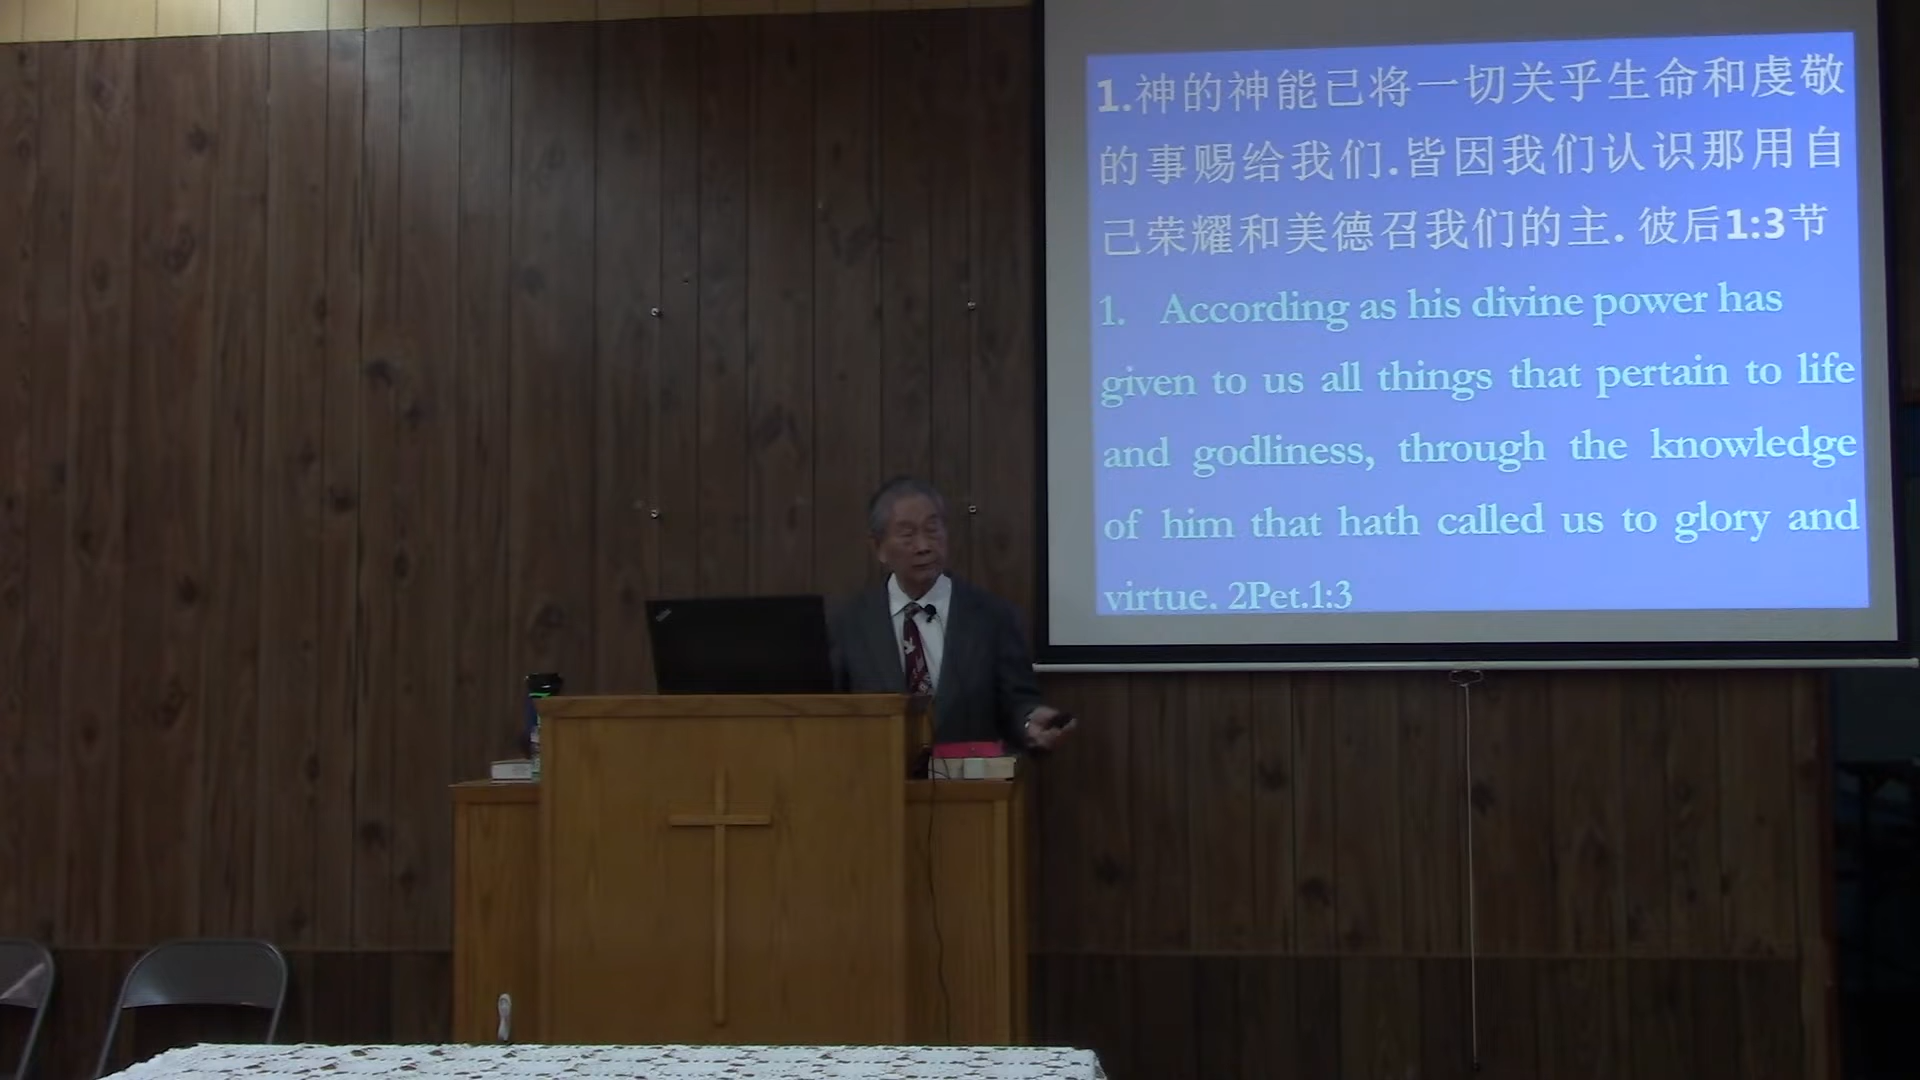 1.神的神能已将一切关乎生命和虔敬
的事赐给我们.皆因我们认识那用自
己荣耀和美德召我们的主. 彼后1:3节
1. According as his divine power has
given to us all things that pertain to life
and godliness, through the knowledge
of him that hath called us to glory and
virtue. 2Pet.1:3